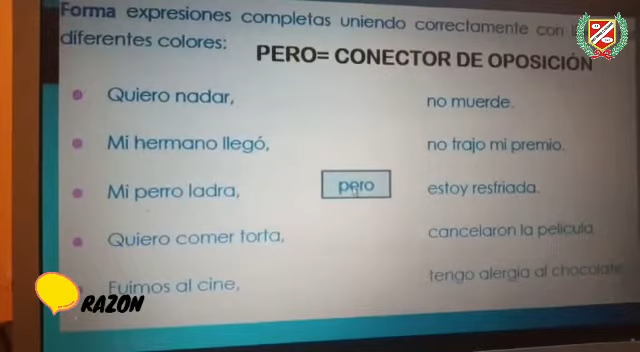 Forma expresiones completas uniendo correctamente con
diferentes colores:
PERO= CONECTOR DE OPOSICIÓN
Quiero nadar,
no muerde.
Mi hermano llegó,
no trajo mi premio.
Mi perro ladra,
pero
estoy resfriada.
Quiero comer torta,
cancelaron la película
Fuimos al cine,
tengo alergia al chocolate
RAZON